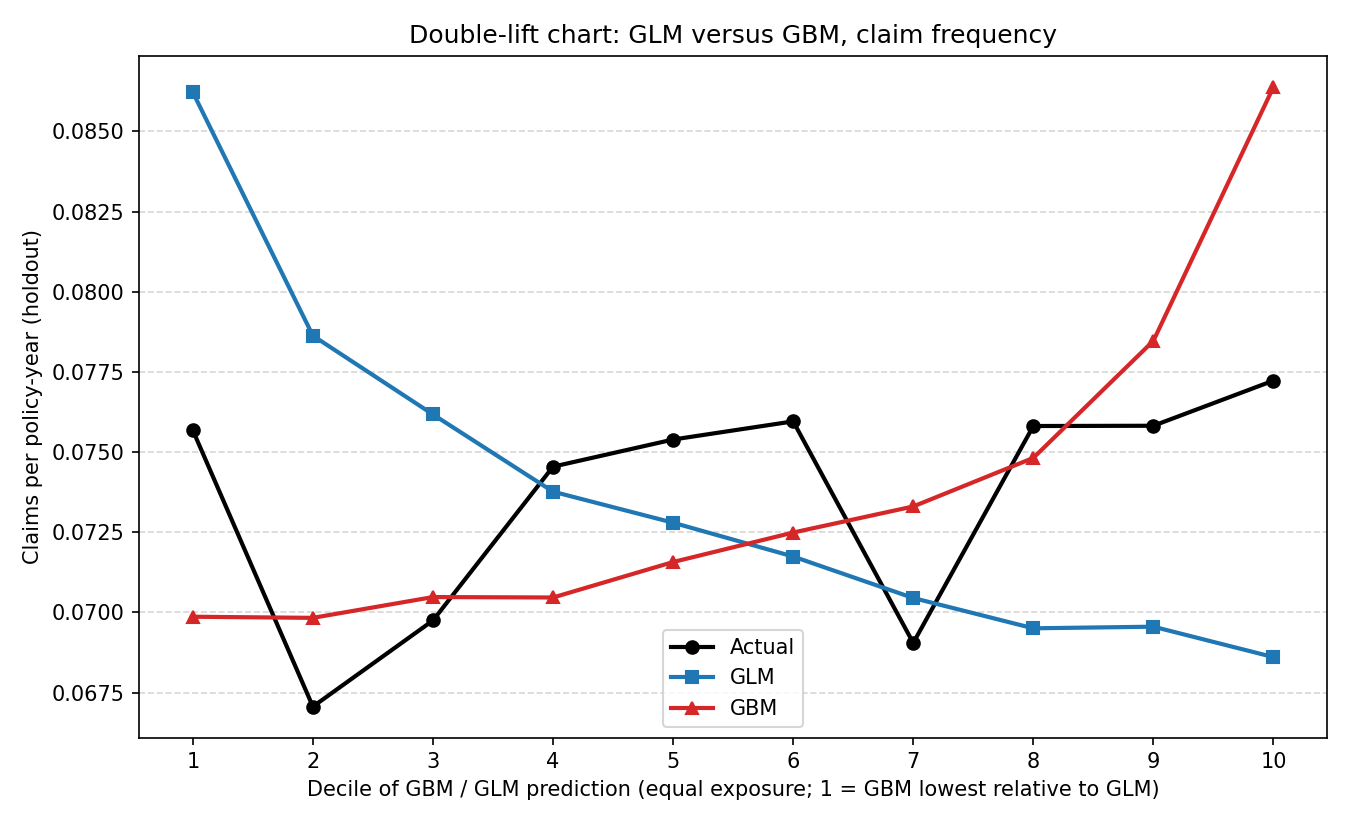 Double-lift chart: GLM versus GBM, claim frequency
Claims per policy-year (holdout)
0.0850
0.0825
0.0800
0.0775
0.0750
0.0725
0.0700
0.0675
Actual
GLM
GBM
1 2 3 4 5 6 7 8 9 10
Decile of GBM / GLM prediction (equal exposure; 1 = GBM lowest relative to GLM)